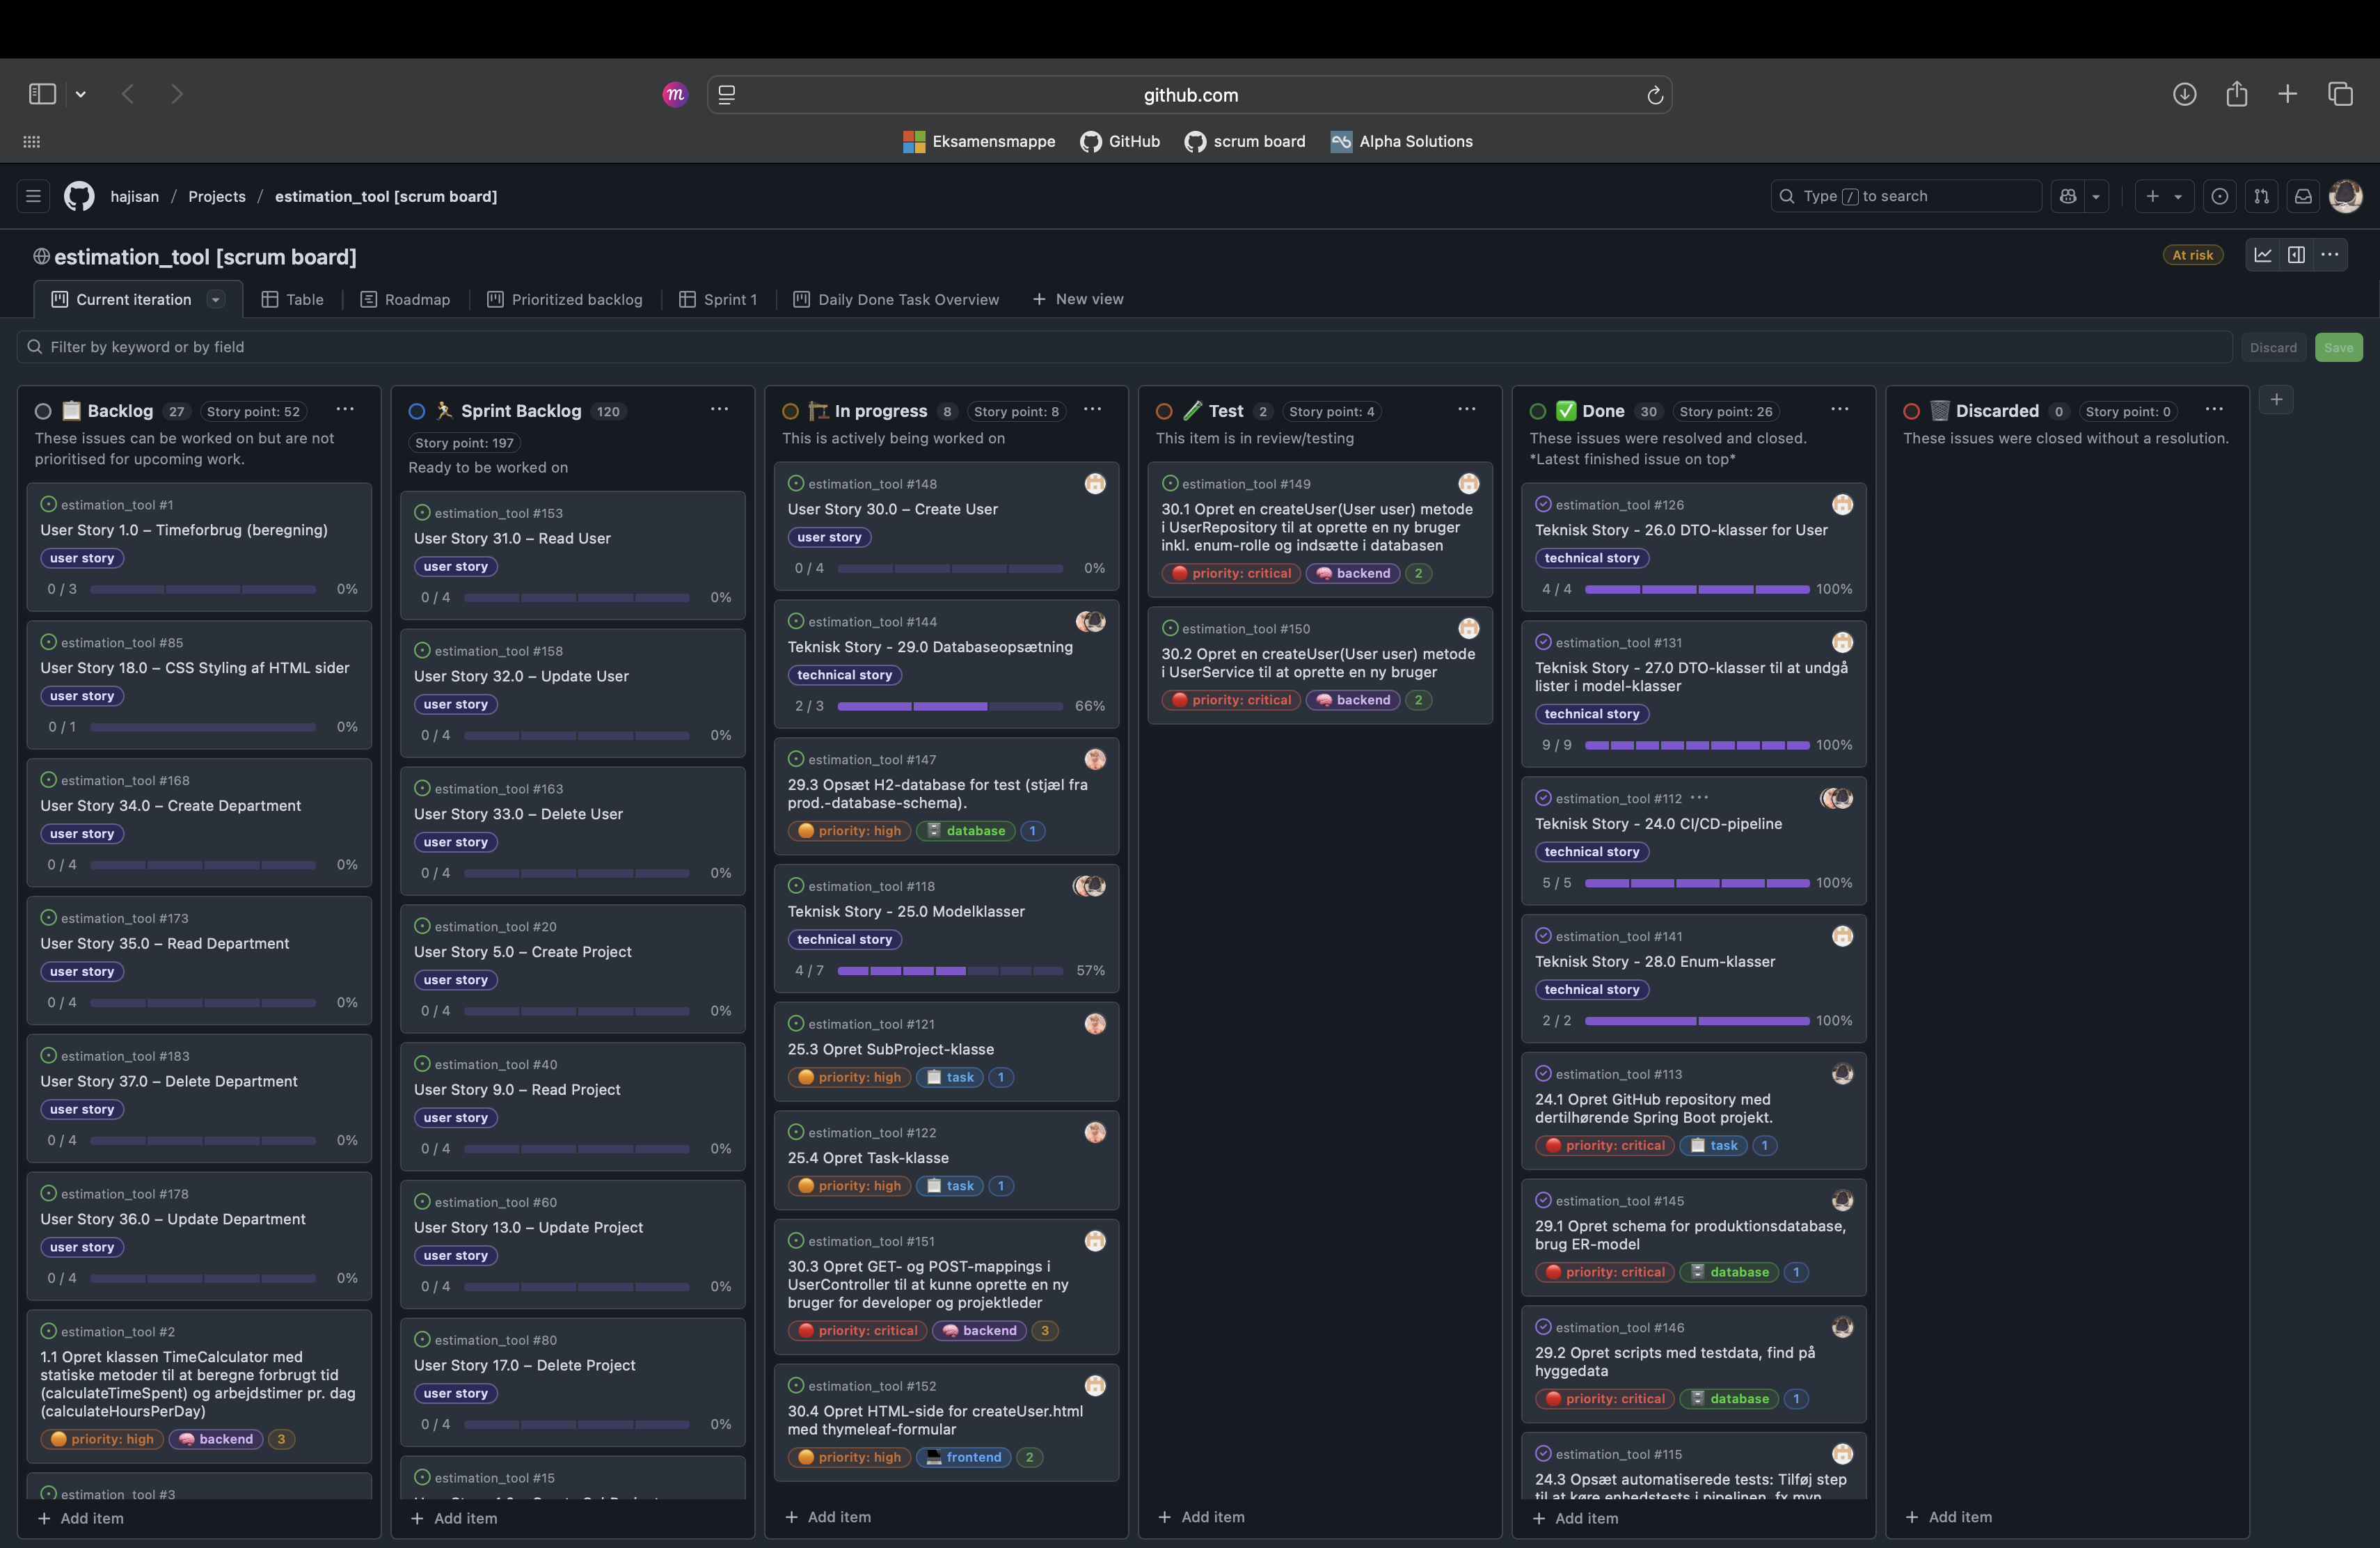 github.com
Eksamensmappe
GitHub
scrum board
Alpha Solutions
hajisan / Projects / estimation_tool [scrum board]
Type / to search
estimation_tool [scrum board]
At risk
Current iteration
Table
Roadmap
Prioritized backlog
Sprint 1
Daily Done Task Overview
New view
Filter by keyword or by field
Discard
Save
Backlog 27 Story point: 52
These issues can be worked on but are not
prioritised for upcoming work.
estimation_tool #1
User Story 1.0 – Timeforbrug (beregning)
user story
0 / 3 0%
estimation_tool #85
User Story 18.0 – CSS Styling af HTML sider
user story
0 / 1 0%
estimation_tool #168
User Story 34.0 – Create Department
user story
0 / 4 0%
estimation_tool #173
User Story 35.0 – Read Department
user story
0 / 4 0%
estimation_tool #183
User Story 37.0 – Delete Department
user story
0 / 4 0%
estimation_tool #178
User Story 36.0 – Update Department
user story
0 / 4 0%
estimation_tool #2
1.1 Opret klassen TimeCalculator med
statiske metoder til at beregne forbrugt tid
(calculateTimeSpent) og arbejdstimer pr. dag
(calculateHoursPerDay)
priority: high backend 3
estimation_tool #3
Add item
Sprint Backlog 120
Story point: 197
Ready to be worked on
estimation_tool #153
User Story 31.0 – Read User
user story
0 / 4 0%
estimation_tool #158
User Story 32.0 – Update User
user story
0 / 4 0%
estimation_tool #163
User Story 33.0 – Delete User
user story
0 / 4 0%
estimation_tool #20
User Story 5.0 – Create Project
user story
0 / 4 0%
estimation_tool #40
User Story 9.0 – Read Project
user story
0 / 4 0%
estimation_tool #60
User Story 13.0 – Update Project
user story
0 / 4 0%
estimation_tool #80
User Story 17.0 – Delete Project
user story
0 / 4 0%
estimation_tool #15
Add item
In progress 8 Story point: 8
This is actively being worked on
estimation_tool #148
User Story 30.0 – Create User
user story
0 / 4 0%
estimation_tool #144
Teknisk Story - 29.0 Databaseopsætning
technical story
2 / 3 66%
estimation_tool #147
29.3 Opsæt H2-database for test (stjæl fra
prod.-database-schema).
priority: high database 1
estimation_tool #118
Teknisk Story - 25.0 Modelklasser
technical story
4 / 7 57%
estimation_tool #121
25.3 Opret SubProject-klasse
priority: high task 1
estimation_tool #122
25.4 Opret Task-klasse
priority: high task 1
estimation_tool #151
30.3 Opret GET- og POST-mappings i
UserController til at kunne oprette en ny
bruger for developer og projektleder
priority: critical backend 3
estimation_tool #152
30.4 Opret HTML-side for createUser.html
med thymeleaf-formular
priority: high frontend 2
Add item
Test 2 Story point: 4
This item is in review/testing
estimation_tool #149
30.1 Opret en createUser(User user) metode
i UserRepository til at oprette en ny bruger
inkl. enum-rolle og indsætte i databasen
priority: critical backend 2
estimation_tool #150
30.2 Opret en createUser(User user) metode
i UserService til at oprette en ny bruger
priority: critical backend 2
Add item
Done 30 Story point: 26
These issues were resolved and closed.
*Latest finished issue on top*
estimation_tool #126
Teknisk Story - 26.0 DTO-klasser for User
technical story
4 / 4 100%
estimation_tool #131
Teknisk Story - 27.0 DTO-klasser til at undgå
lister i model-klasser
technical story
9 / 9 100%
estimation_tool #112
Teknisk Story - 24.0 CI/CD-pipeline
technical story
5 / 5 100%
estimation_tool #141
Teknisk Story - 28.0 Enum-klasser
technical story
2 / 2 100%
estimation_tool #113
24.1 Opret GitHub repository med
dertilhørende Spring Boot projekt.
priority: critical task 1
estimation_tool #145
29.1 Opret schema for produktionsdatabase,
brug ER-model
priority: critical database 1
estimation_tool #146
29.2 Opret scripts med testdata, find på
hyggedata
priority: critical database 1
estimation_tool #115
24.3 Opsæt automatiserede tests: Tilføj step
til at køre enhedstests i pipelinen, fx mvn
Add item
Discarded 0 Story point: 0
These issues were closed without a resolution.
Add item